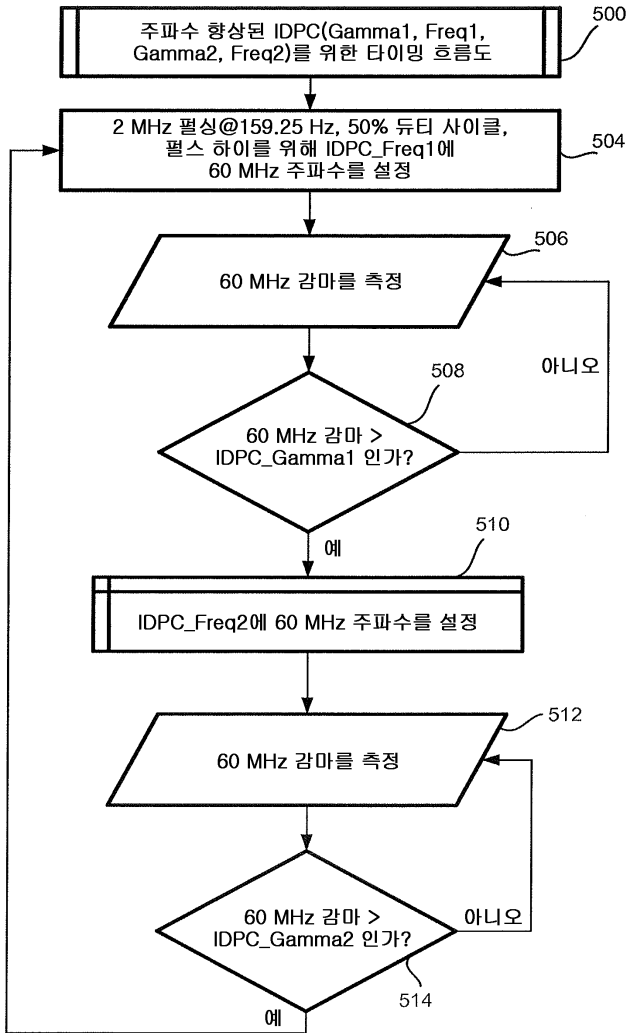 주파수 향상된 IDPC(Gamma1, Freq1,
Gamma2, Freq2)를 위한 타이밍 흐름도
500
2 MHz 펄싱@159.25 Hz, 50% 듀티 사이클,
펄스 하이를 위해 IDPC_Freq1에
60 MHz 주파수를 설정
504
506
60 MHz 감마를 측정
아니오
508
60 MHz 감마 >
IDPC_Gamma1 인가?
예
510
IDPC_Freq2에 60 MHz 주파수를 설정
512
60 MHz 감마를 측정
60 MHz 감마 >
IDPC_Gamma2 인가?
아니오
514
예